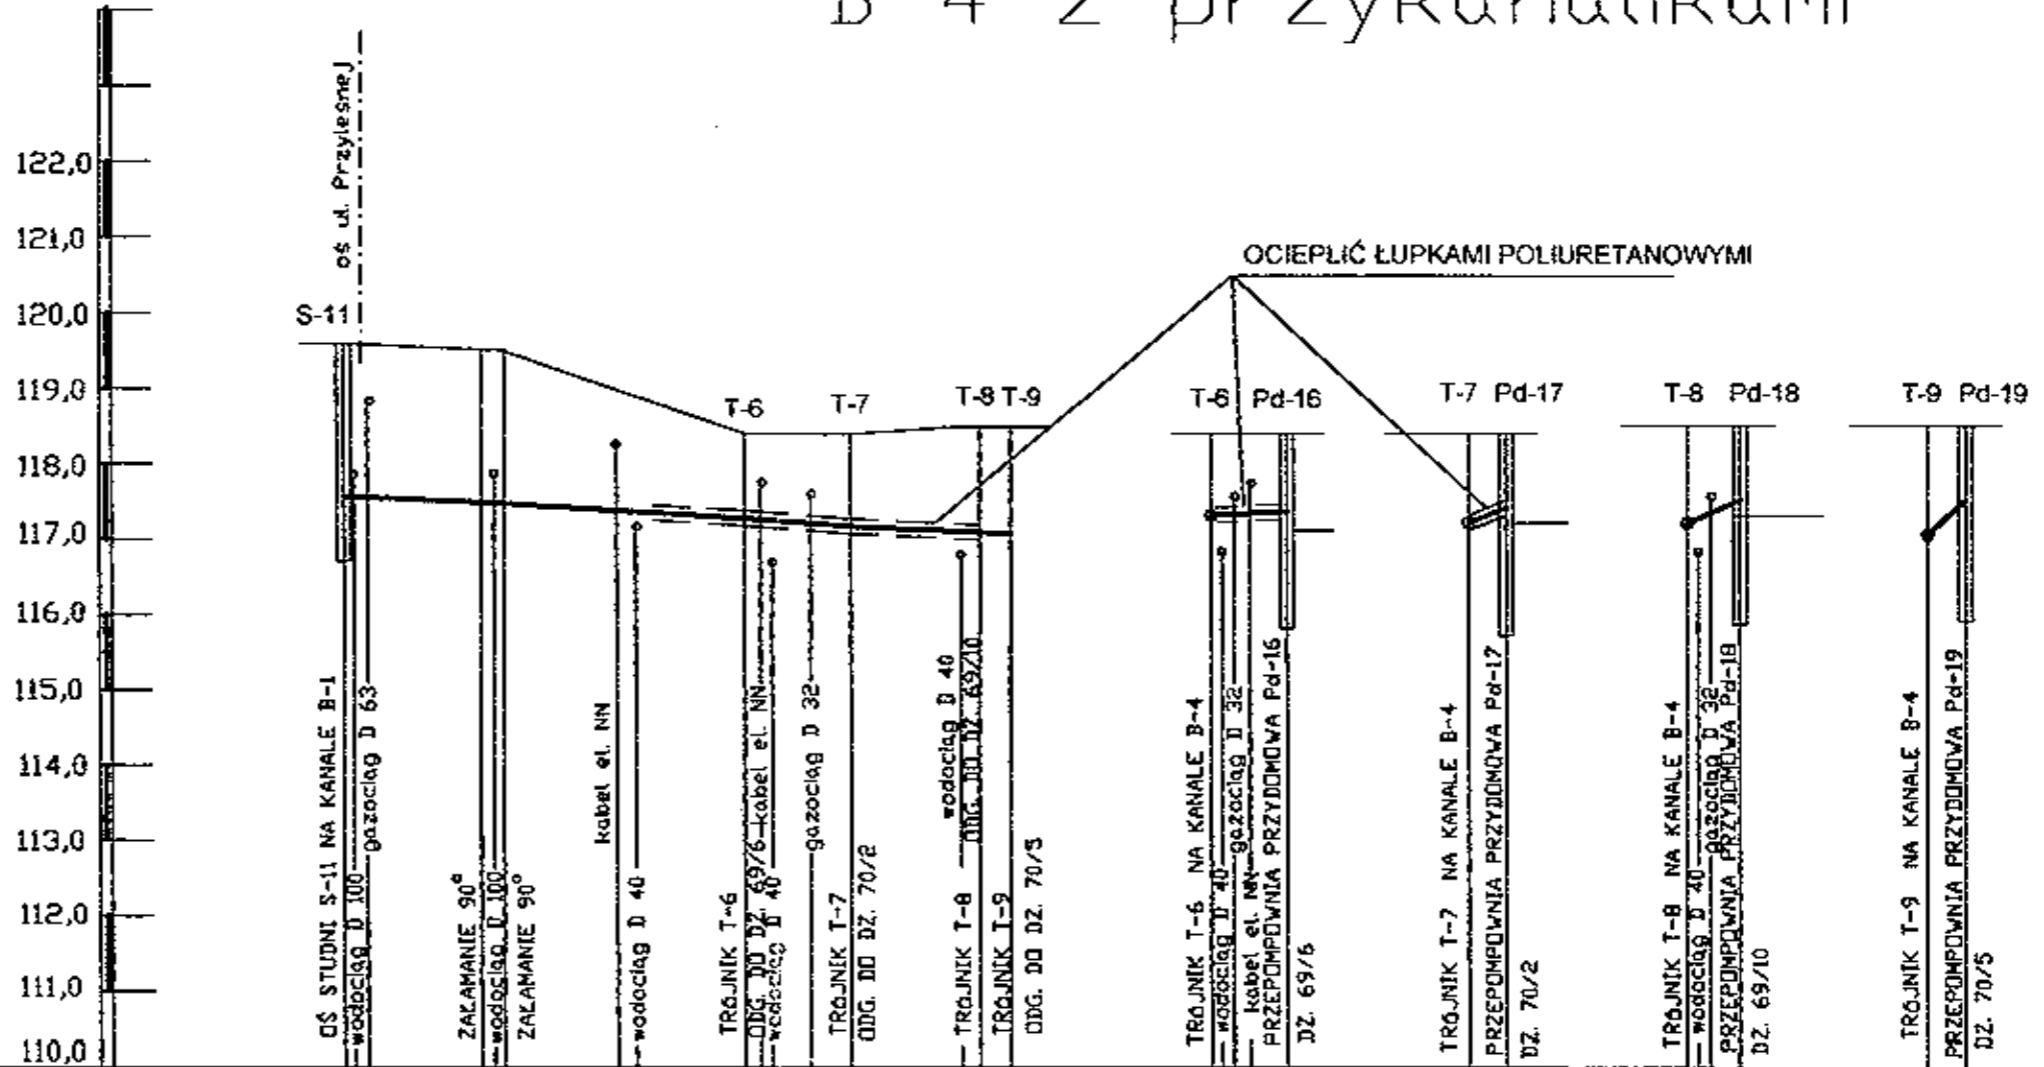 B 4 z przykanalikami
122,0
121,0
120,0
119,0
118,0
117,0
116,0
115,0
114,0
113,0
112,0
111,0
110,0
oś ul. Przyleśnej
OCIEPLIĆ ŁUPKAMI POLIURETANOWYMI
S-11
T-6
T-7
T-8
T-9
T-6
Pd-16
T-7
Pd-17
T-8
Pd-18
T-9
Pd-19
OŚ STUDNI S-11 NA KANALE B-1
wodociąg D 100
gazociąg D 63
ZAŁAMANIE 90°
wodociąg D 100
ZAŁAMANIE 90°
kabel el. NN
wodociąg D 40
TRÓJNIK T-6
ODG. DO DZ. 69/6
kabel el. NN
wodociąg D 40
gazociąg D 32
TRÓJNIK T-7
ODG. DO DZ. 70/2
wodociąg D 40
TRÓJNIK T-8
ODG. DO DZ. 69/10
TRÓJNIK T-9
ODG. DO DZ. 70/5
TRÓJNIK T-6 NA KANALE B-4
wodociąg D 40
gazociąg D 32
kabel el. NN
PRZEPOMPOWNIA PRZYDOMOWA Pd-16
DZ. 69/6
TRÓJNIK T-7 NA KANALE B-4
PRZEPOMPOWNIA PRZYDOMOWA Pd-17
DZ. 70/2
TRÓJNIK T-8 NA KANALE B-4
wodociąg D 40
gazociąg D 32
PRZEPOMPOWNIA PRZYDOMOWA Pd-18
DZ. 69/10
TRÓJNIK T-9 NA KANALE B-4
PRZEPOMPOWNIA PRZYDOMOWA Pd-19
DZ. 70/5